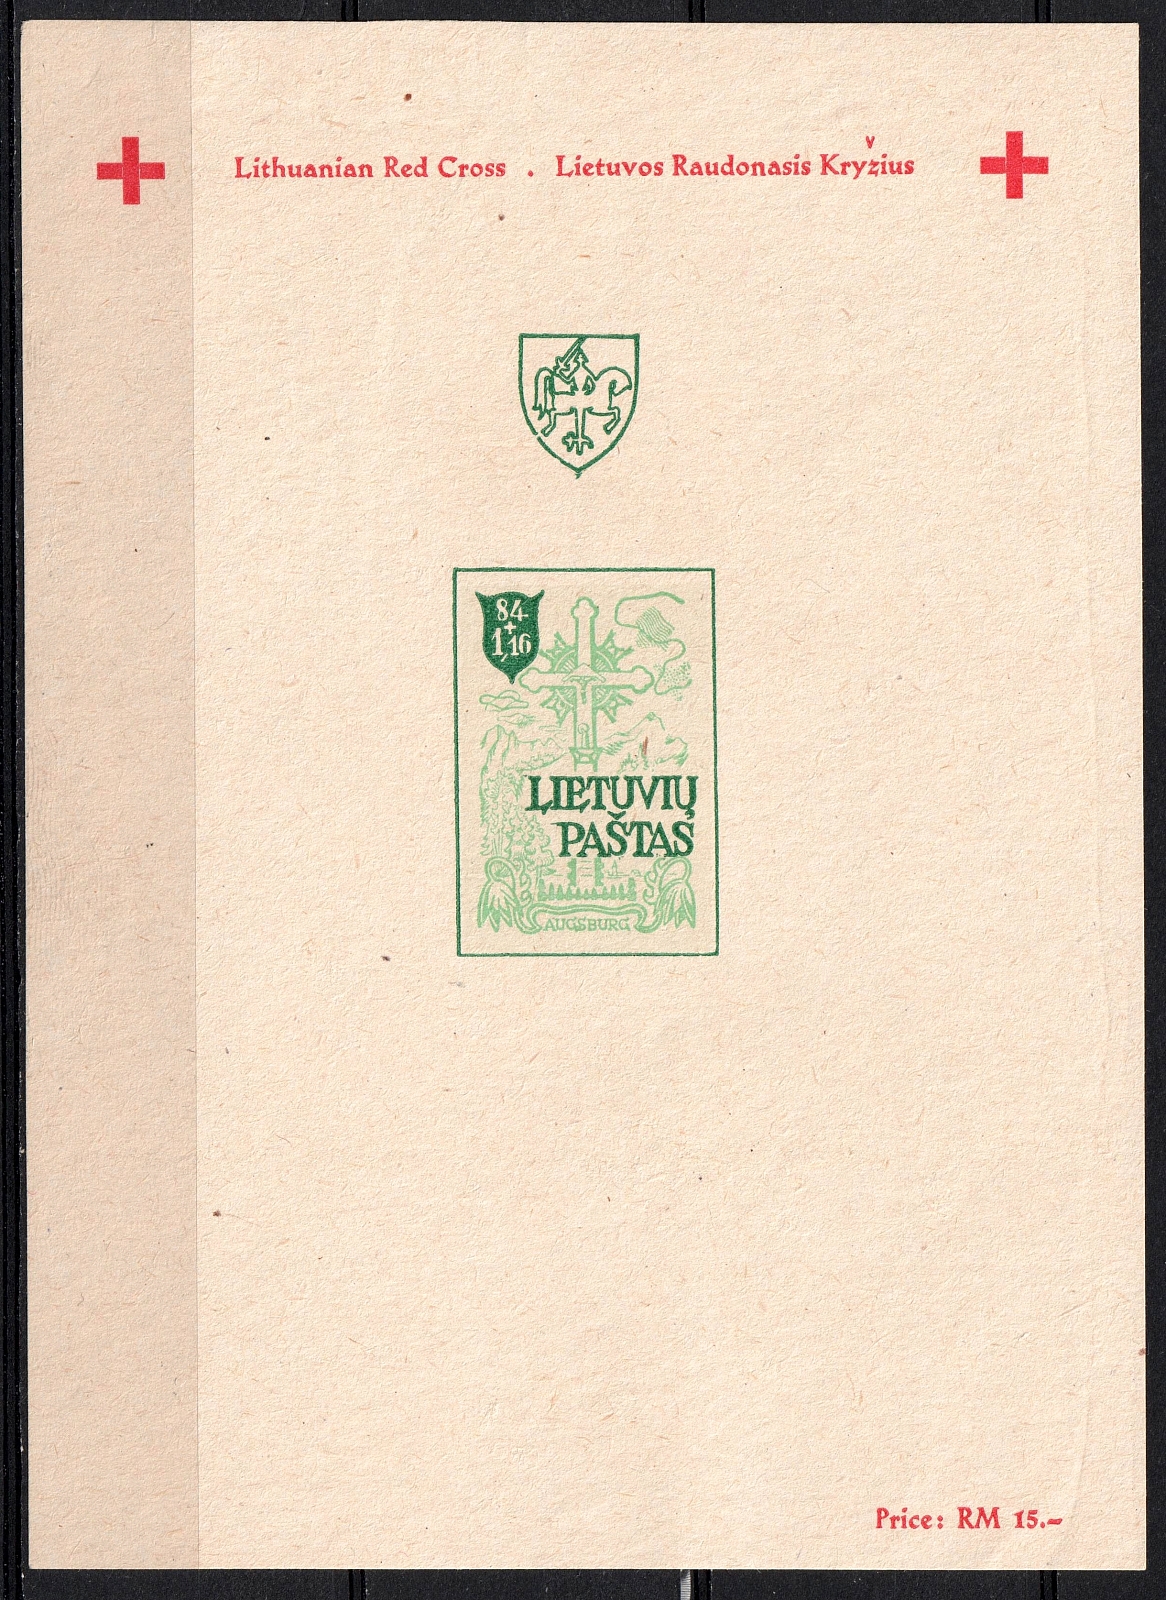 Lithuanian Red Cross . Lietuvos Raudonasis Kryžius
84
+
1,16
LIETUVIŲ
PAŠTAS
AUGSBURG
Price: RM 15.–